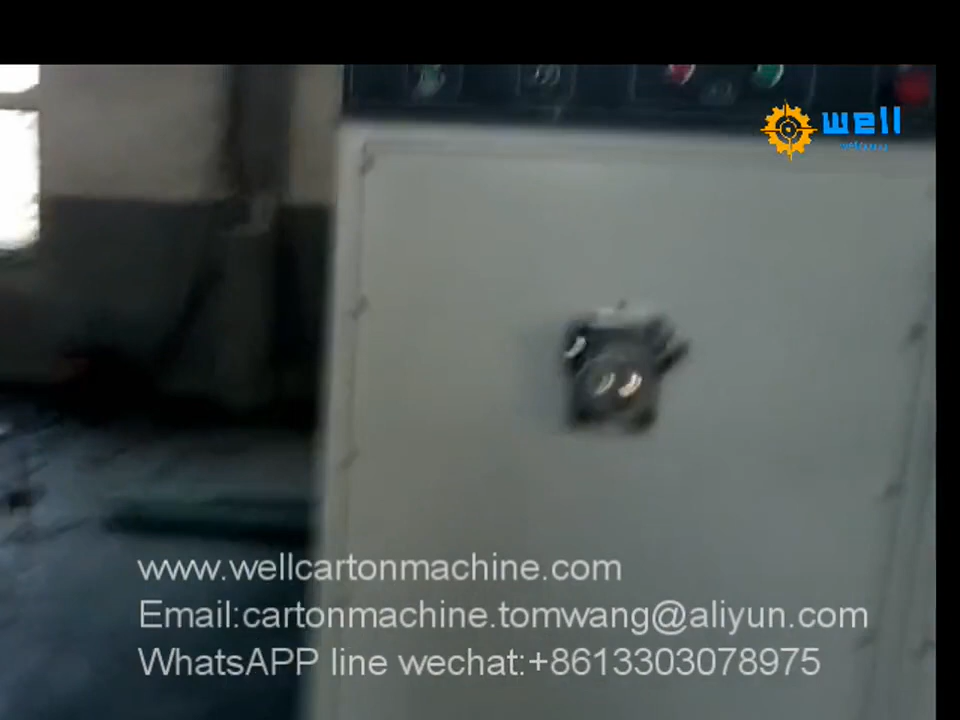 well
www.wellcartonmachine.com
Email:cartonmachine.tomwang@aliyun.com
WhatsAPP line wechat:+8613303078975